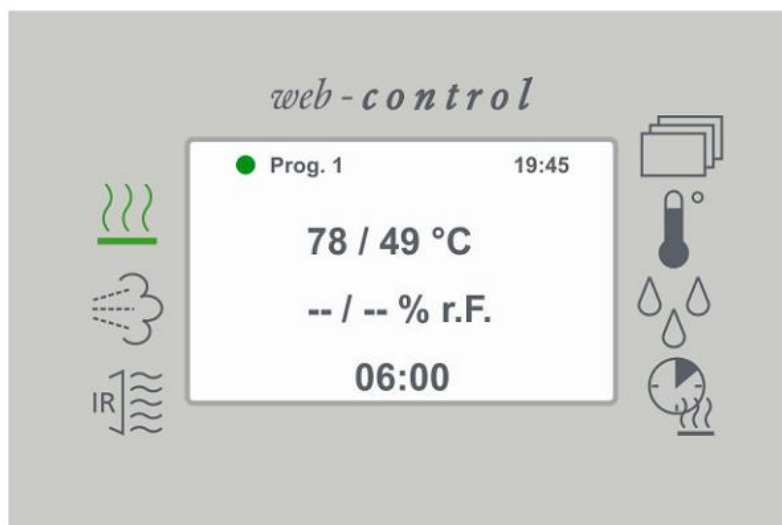 web - control
Prog. 1 19:45
78 / 49 °C
-- / -- % r.F.
IR
06:00